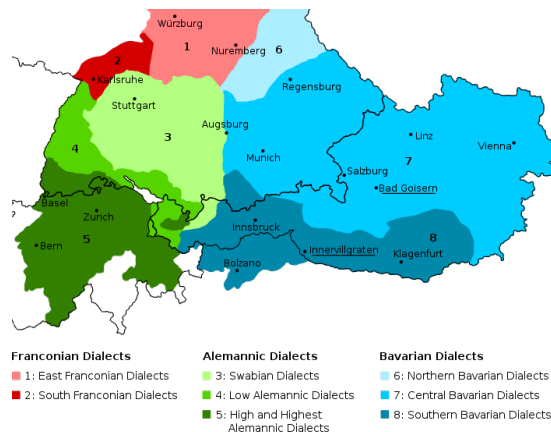 Würzburg
Nuremberg
1
6
2
Karlsruhe
Regensburg
Stuttgart
Augsburg
3
4
Linz
Vienna
7
Munich
Salzburg
Bad Goisern
Basel
Zurich
Innsbruck
5
Bern
Innervillgraten
8
Klagenfurt
Bolzano
Franconian Dialects
1: East Franconian Dialects
2: South Franconian Dialects
Alemannic Dialects
3: Swabian Dialects
4: Low Alemannic Dialects
5: High and Highest
Alemannic Dialects
Bavarian Dialects
6: Northern Bavarian Dialects
7: Central Bavarian Dialects
8: Southern Bavarian Dialects